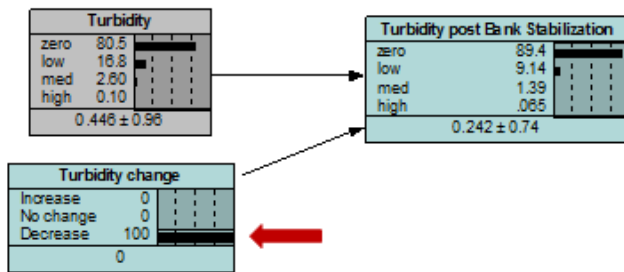 Turbidity
zero 80.5
low 16.8
med 2.60
high 0.10
0.446 ± 0.96
Turbidity post Bank Stabilization
zero 89.4
low 9.14
med 1.39
high .065
0.242 ± 0.74
Turbidity change
Increase 0
No change 0
Decrease 100
0